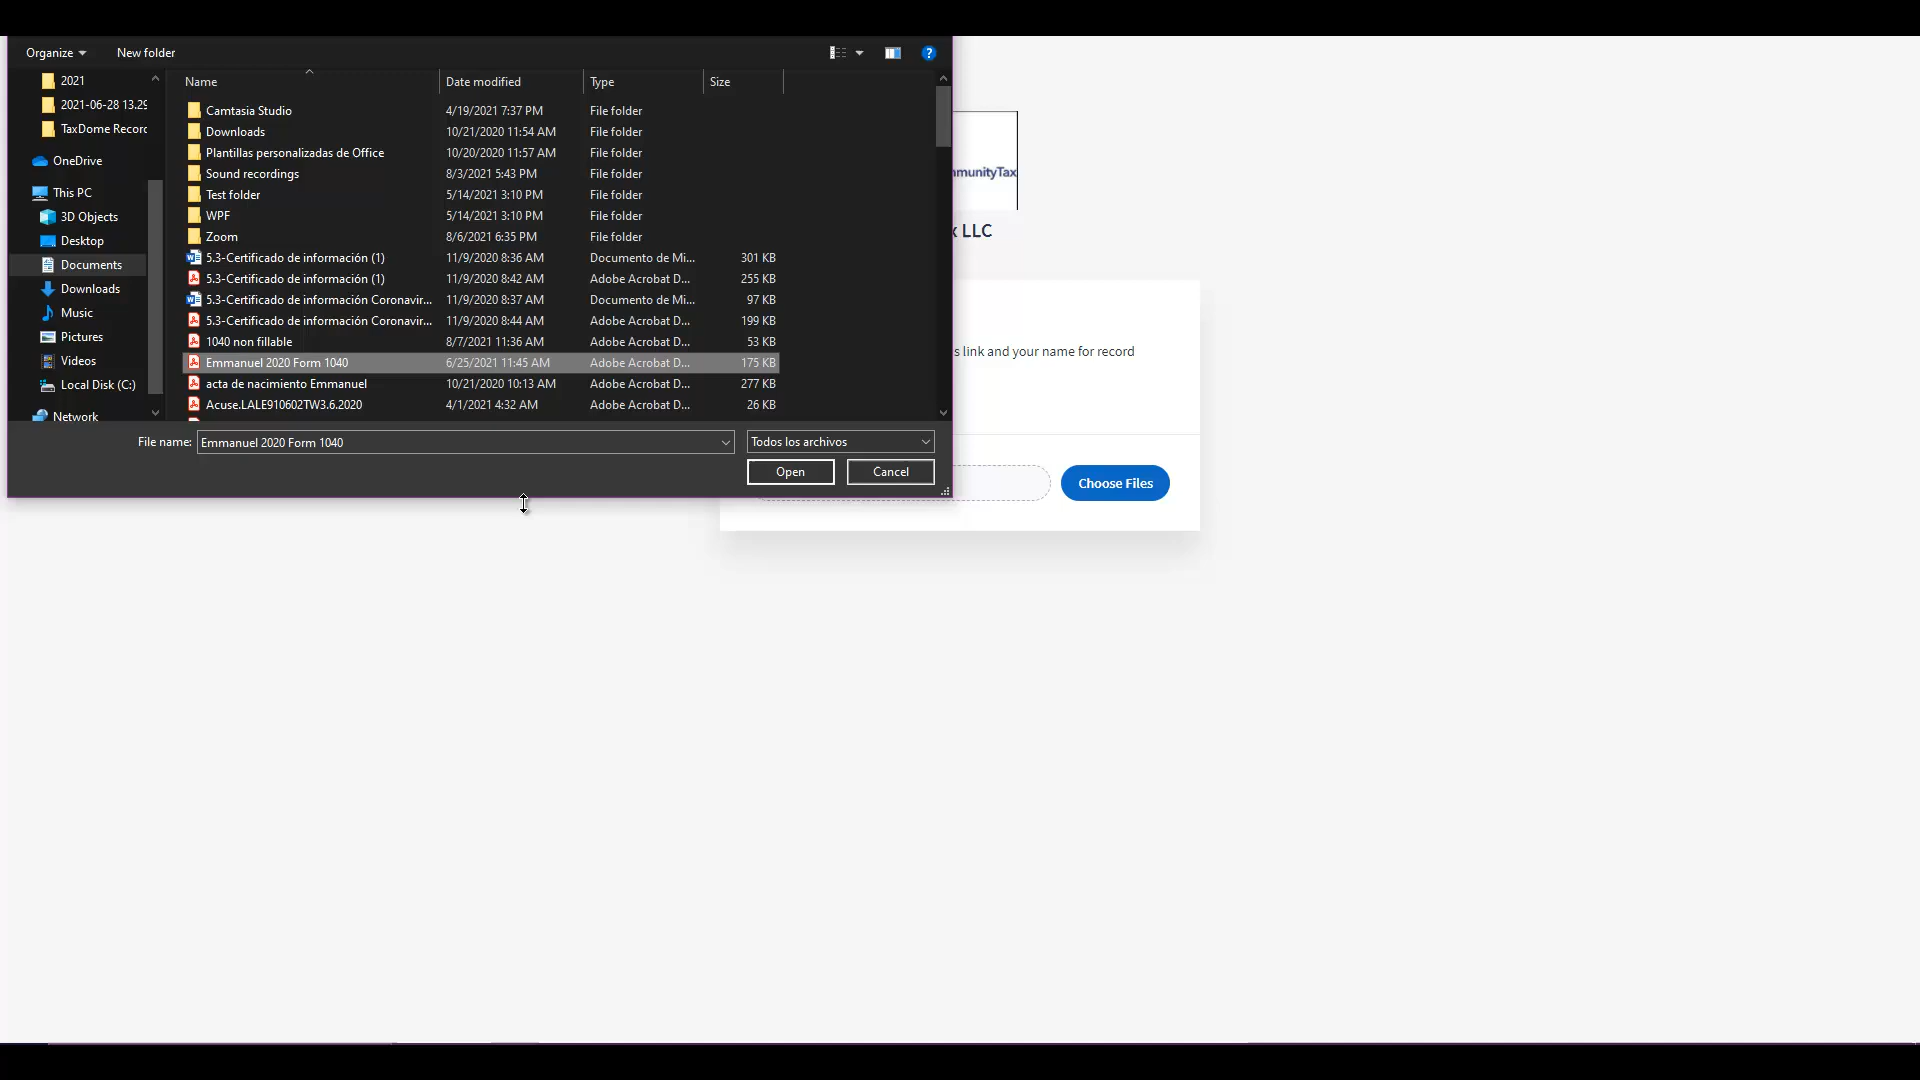 Organize
New folder
2021
2021-06-28 13.29
TaxDome Recorc
OneDrive
This PC
3D Objects
Desktop
Documents
Downloads
Music
Pictures
Videos
Local Disk (C:)
Network
Name Date modified Type Size
Camtasia Studio 4/19/2021 7:37 PM File folder
Downloads 10/21/2020 11:54 AM File folder
Plantillas personalizadas de Office 10/20/2020 11:57 AM File folder
Sound recordings 8/3/2021 5:43 PM File folder
Test folder 5/14/2021 3:10 PM File folder
WPF 5/14/2021 3:10 PM File folder
Zoom 8/6/2021 6:35 PM File folder
5.3-Certificado de información (1) 11/9/2020 8:36 AM Documento de Mi... 301 KB
5.3-Certificado de información (1) 11/9/2020 8:42 AM Adobe Acrobat D... 255 KB
5.3-Certificado de información Coronavir... 11/9/2020 8:37 AM Documento de Mi... 97 KB
5.3-Certificado de información Coronavir... 11/9/2020 8:44 AM Adobe Acrobat D... 199 KB
1040 non fillable 8/7/2021 11:36 AM Adobe Acrobat D... 53 KB
Emmanuel 2020 Form 1040 6/25/2021 11:45 AM Adobe Acrobat D... 175 KB
acta de nacimiento Emmanuel 10/21/2020 10:13 AM Adobe Acrobat D... 277 KB
Acuse.LALE910602TW3.6.2020 4/1/2021 4:32 AM Adobe Acrobat D... 26 KB
File name: Emmanuel 2020 Form 1040 Todos los archivos
Open Cancel
munityTax
LLC
s link and your name for record
Choose Files